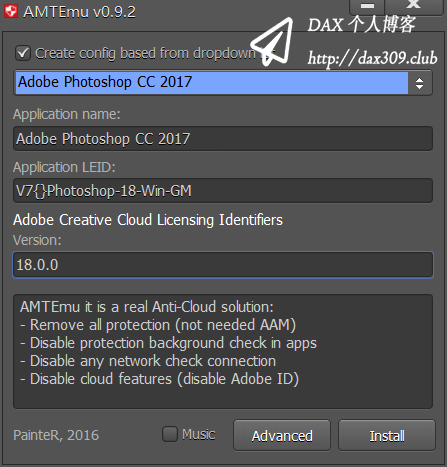 AMTEmu v0.9.2
DAX 个人博客
Create config based from dropdown
http://dax309.club
Adobe Photoshop CC 2017
Application name:
Adobe Photoshop CC 2017
Application LEID:
V7{}Photoshop-18-Win-GM
Adobe Creative Cloud Licensing Identifiers
Version:
18.0.0
AMTEmu it is a real Anti-Cloud solution:
- Remove all protection (not needed AAM)
- Disable protection background check in apps
- Disable any network check connection
- Disable cloud features (disable Adobe ID)
PainteR, 2016
Music
Advanced
Install